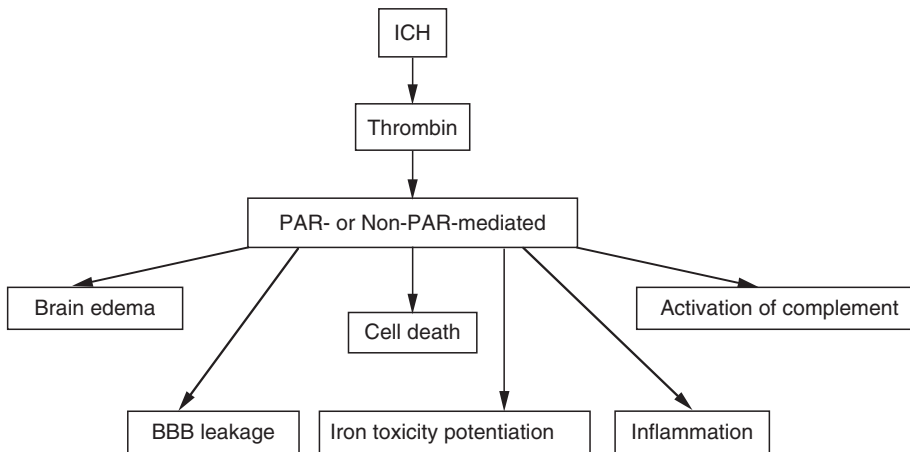 ICH
Thrombin
PAR- or Non-PAR-mediated
Brain edema
Activation of complement
Cell death
BBB leakage
Iron toxicity potentiation
Inflammation